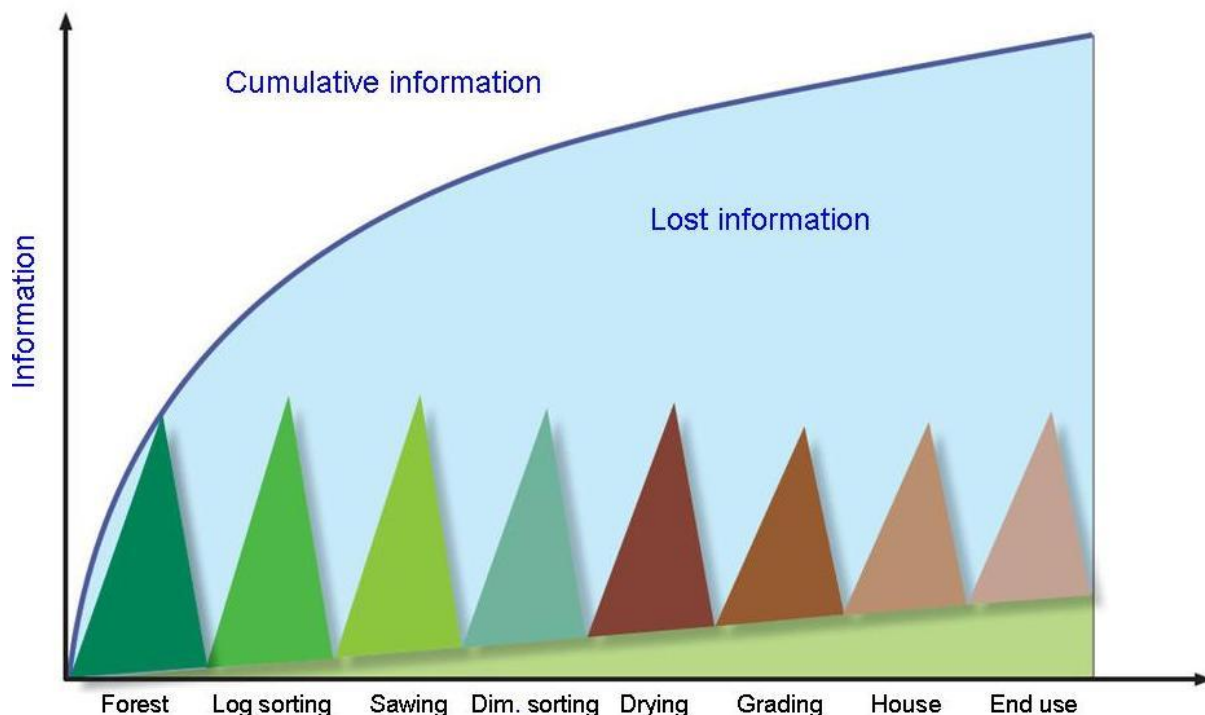 Cumulative information
Lost information
Information
Forest
Log sorting
Sawing
Dim. sorting
Drying
Grading
House
End use